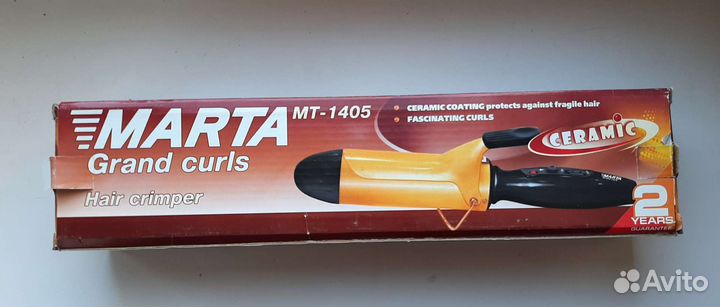 MARTA MT-1405
Grand curls
Hair crimper
CERAMIC COATING protects against fragile hair
FASCINATING CURLS
CERAMIC
MARTA
2
YEARS
GUARANTEE
Avito